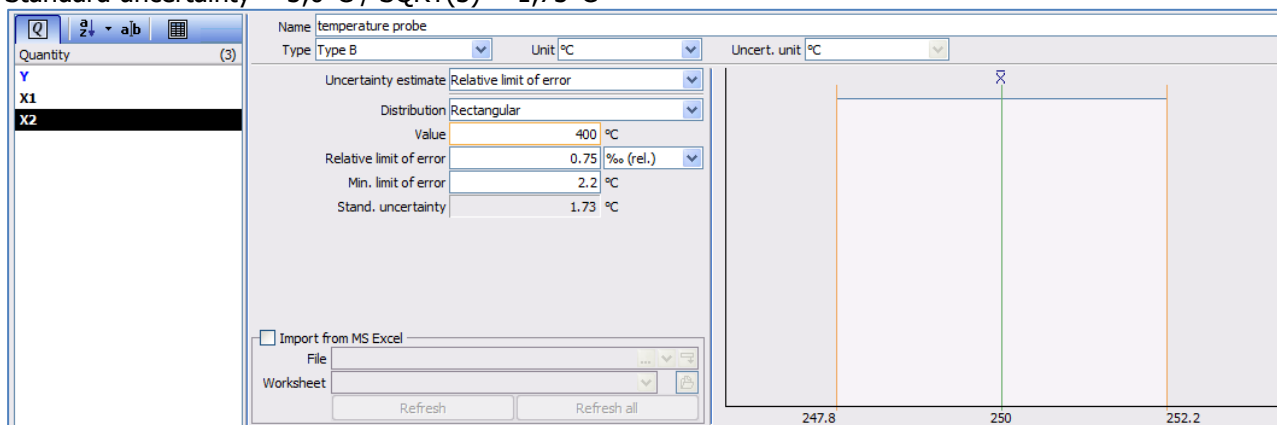 Standard uncertainty = 3,0°C / SQRT(3) = 1,73°C
Q a z a]b
Quantity (3)
Y
X1
X2
Name temperature probe
Type Type B Unit °C Uncert. unit °C
Uncertainty estimate Relative limit of error
Distribution Rectangular
Value 400 °C
Relative limit of error 0.75 ‰ (rel.)
Min. limit of error 2.2 °C
Stand. uncertainty 1.73 °C
Import from MS Excel
File ...
Worksheet
Refresh Refresh all
X̅
247.8 250 252.2